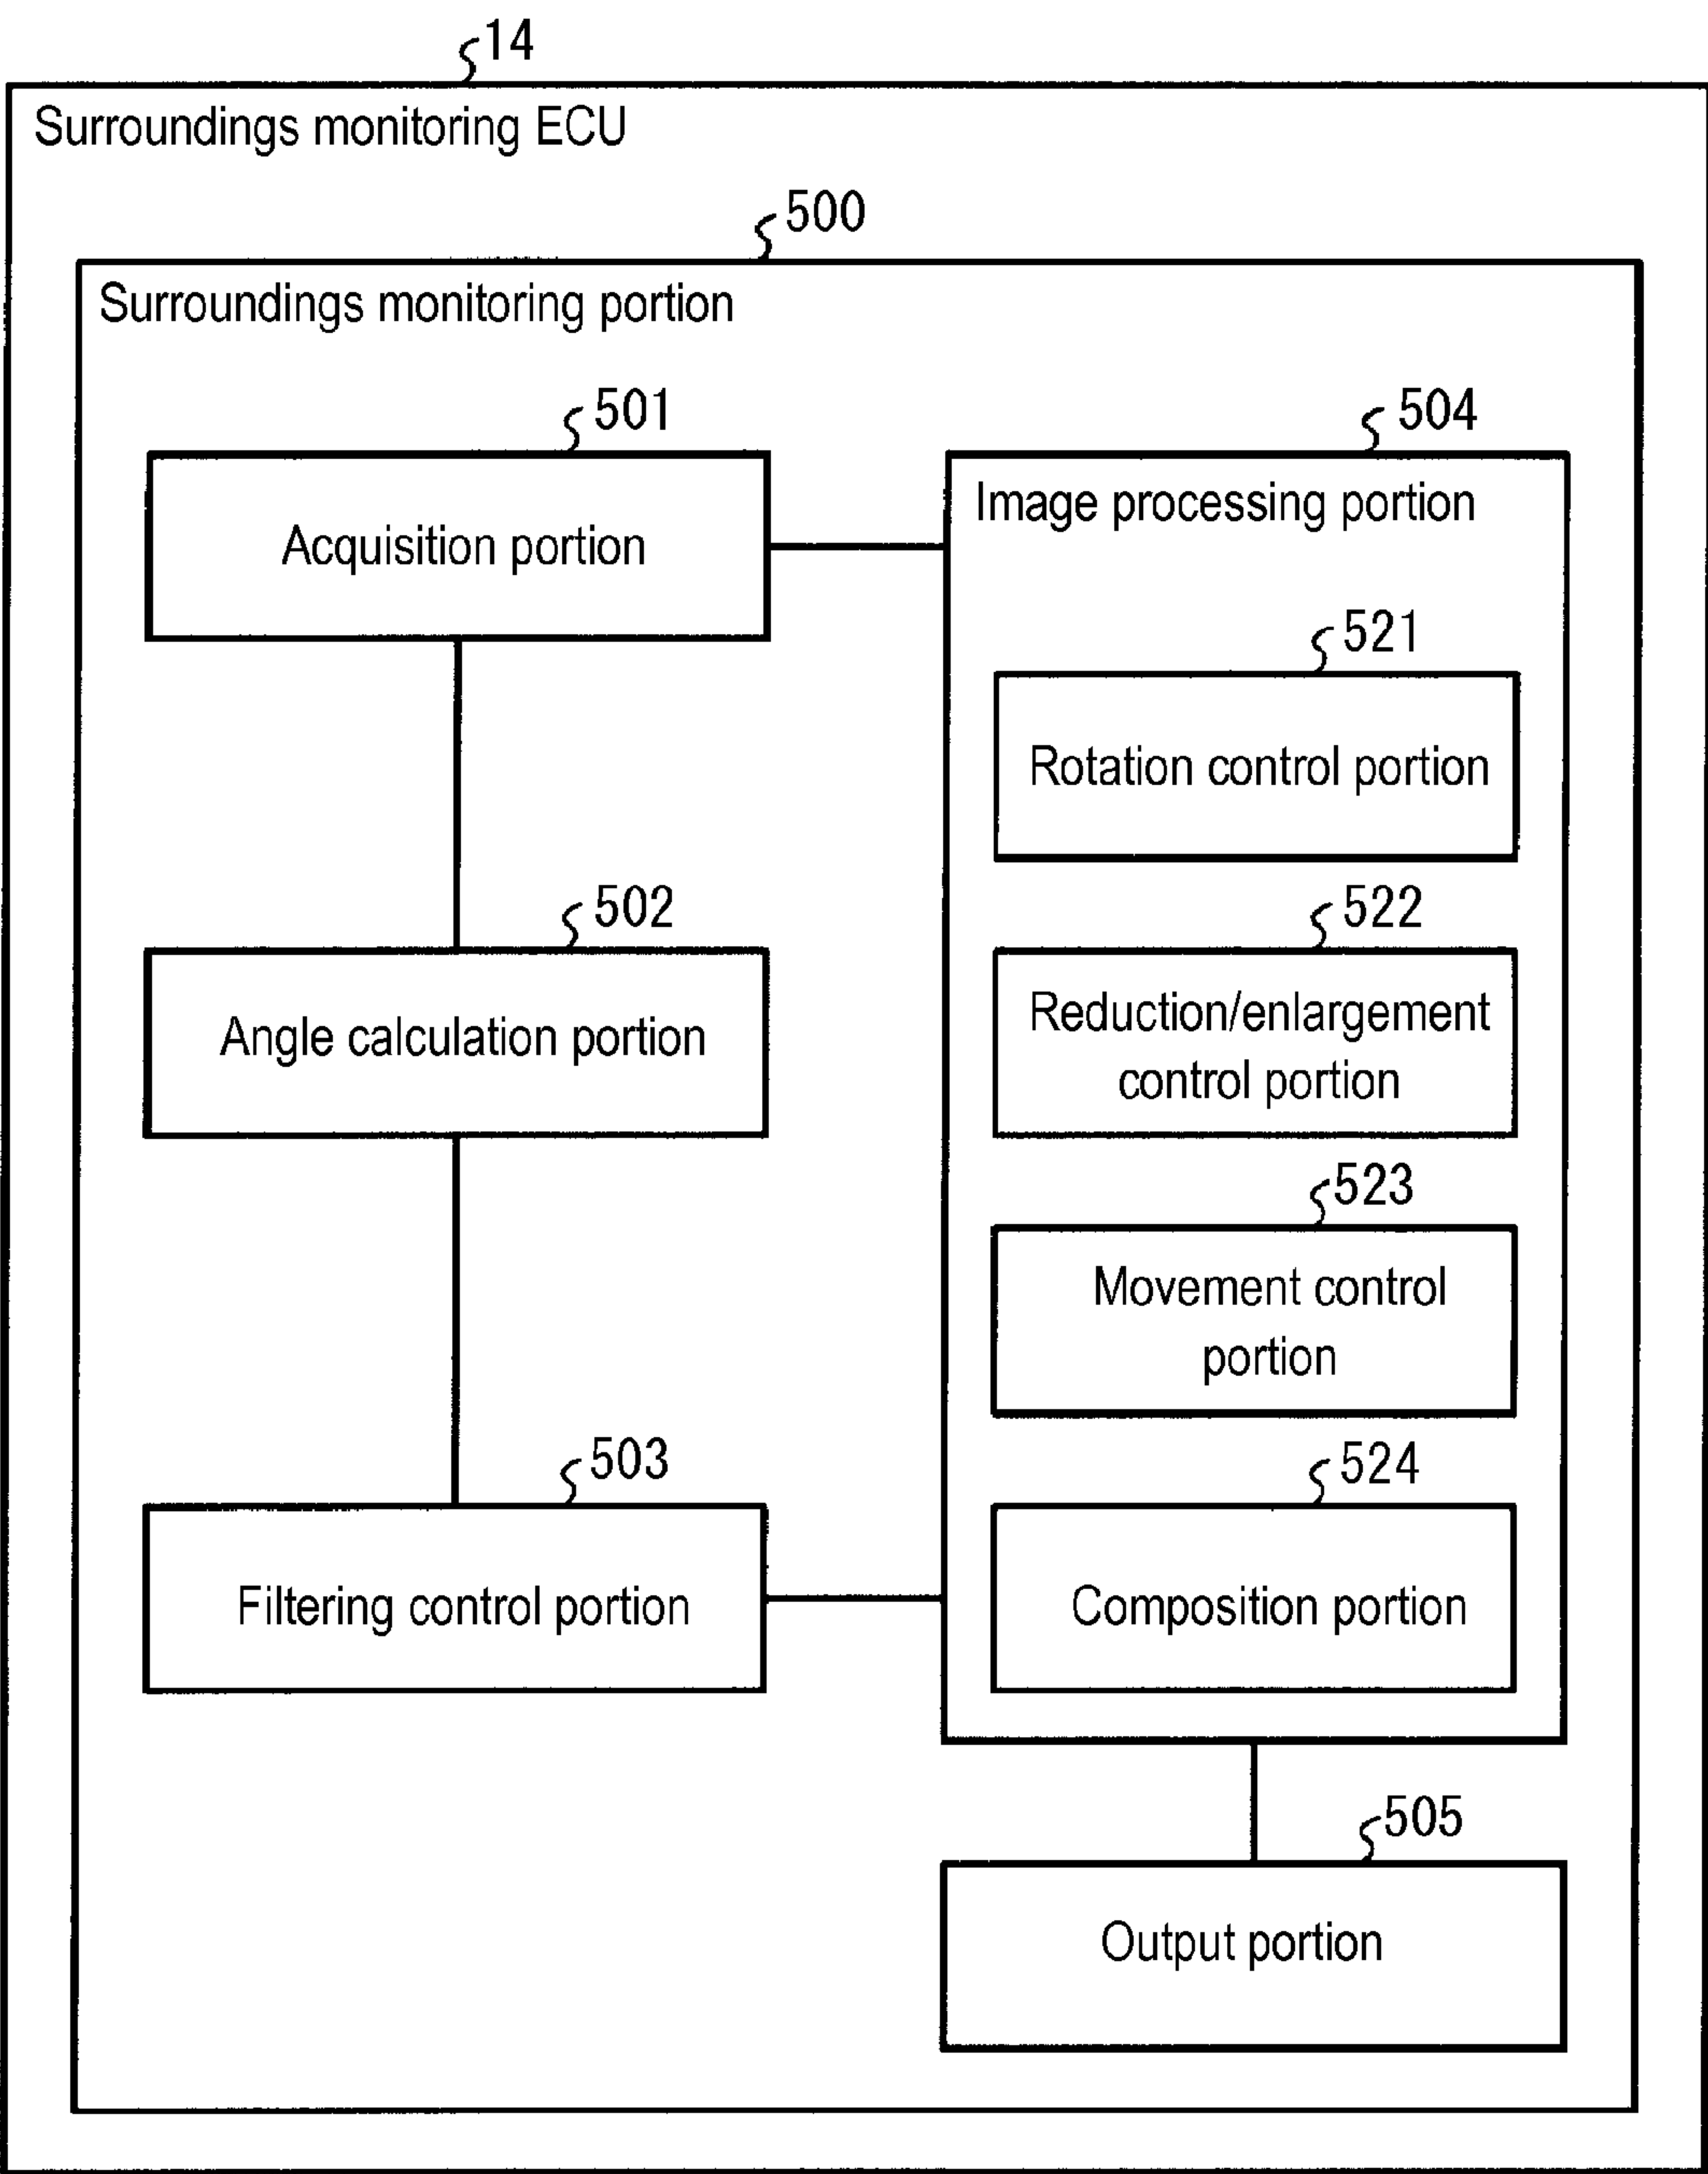 14
Surroundings monitoring ECU
500
Surroundings monitoring portion
501
Acquisition portion
502
Angle calculation portion
503
Filtering control portion
504
Image processing portion
521
Rotation control portion
522
Reduction/enlargement
control portion
523
Movement control
portion
524
Composition portion
505
Output portion